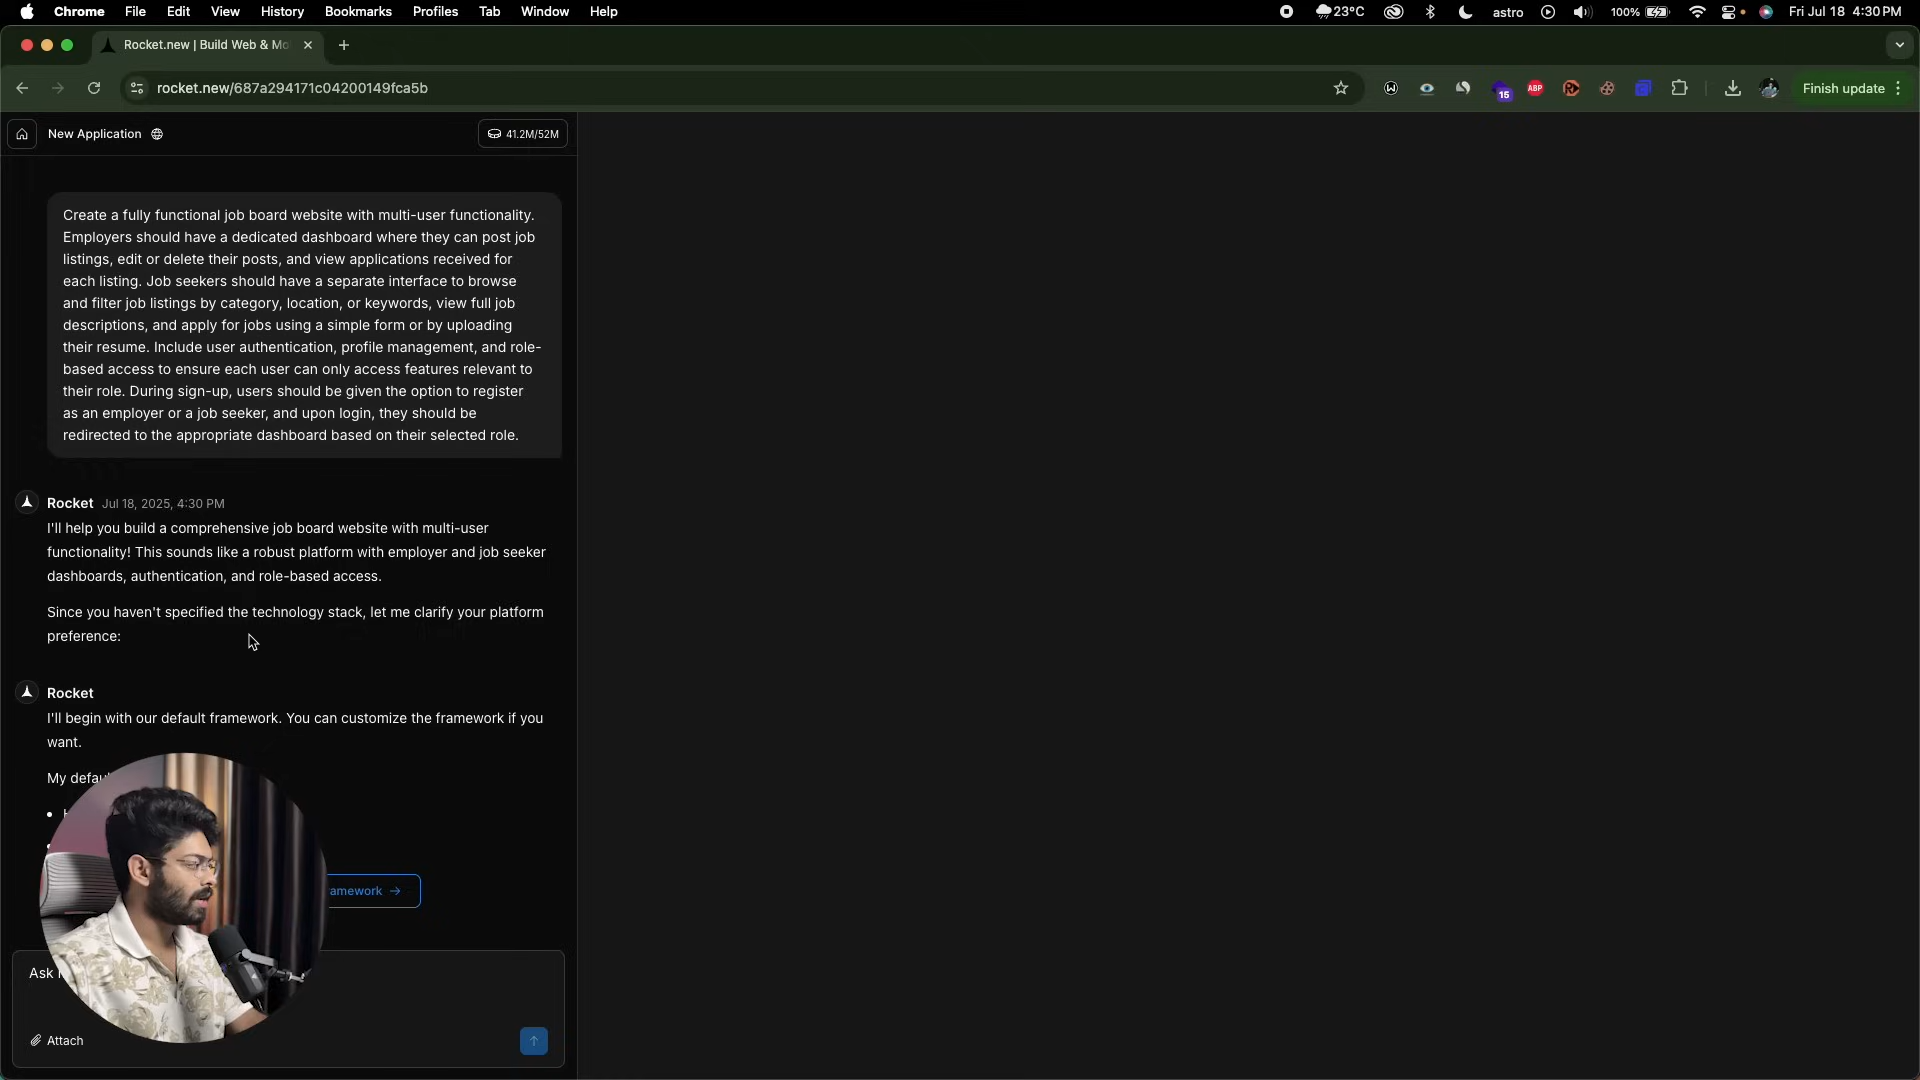 Chrome File Edit View History Bookmarks Profiles Tab Window Help 23°C astro 100% Fri Jul 18 4:30 PM
Rocket.new | Build Web & Mo
rocket.new/687a294171c04200149fca5b 15 ABP Finish update
New Application 41.2M/52M
Create a fully functional job board website with multi-user functionality.
Employers should have a dedicated dashboard where they can post job
listings, edit or delete their posts, and view applications received for
each listing. Job seekers should have a separate interface to browse
and filter job listings by category, location, or keywords, view full job
descriptions, and apply for jobs using a simple form or by uploading
their resume. Include user authentication, profile management, and role-
based access to ensure each user can only access features relevant to
their role. During sign-up, users should be given the option to register
as an employer or a job seeker, and upon login, they should be
redirected to the appropriate dashboard based on their selected role.
Rocket Jul 18, 2025, 4:30 PM
I'll help you build a comprehensive job board website with multi-user
functionality! This sounds like a robust platform with employer and job seeker
dashboards, authentication, and role-based access.
Since you haven't specified the technology stack, let me clarify your platform
preference:
Rocket
I'll begin with our default framework. You can customize the framework if you
want.
My defau
amework →
Ask
Attach